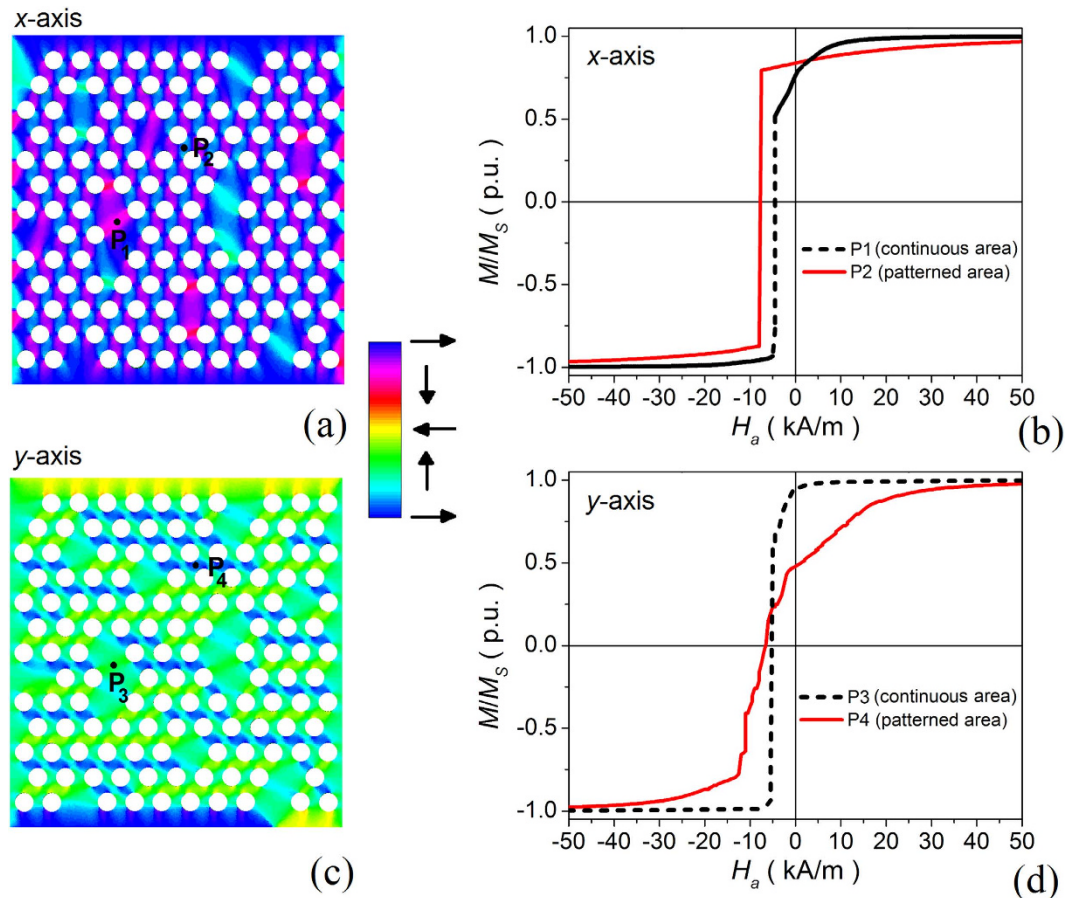 x-axis
P1
P2
(a)
x-axis
M/MS ( p.u. )
1.0
0.5
0.0
-0.5
-1.0
P1 (continuous area)
P2 (patterned area)
-50 -40 -30 -20 -10 0 10 20 30 40 50
Ha ( kA/m )
(b)
y-axis
P4
P3
(c)
y-axis
M/MS ( p.u. )
1.0
0.5
0.0
-0.5
-1.0
P3 (continuous area)
P4 (patterned area)
-50 -40 -30 -20 -10 0 10 20 30 40 50
Ha ( kA/m )
(d)